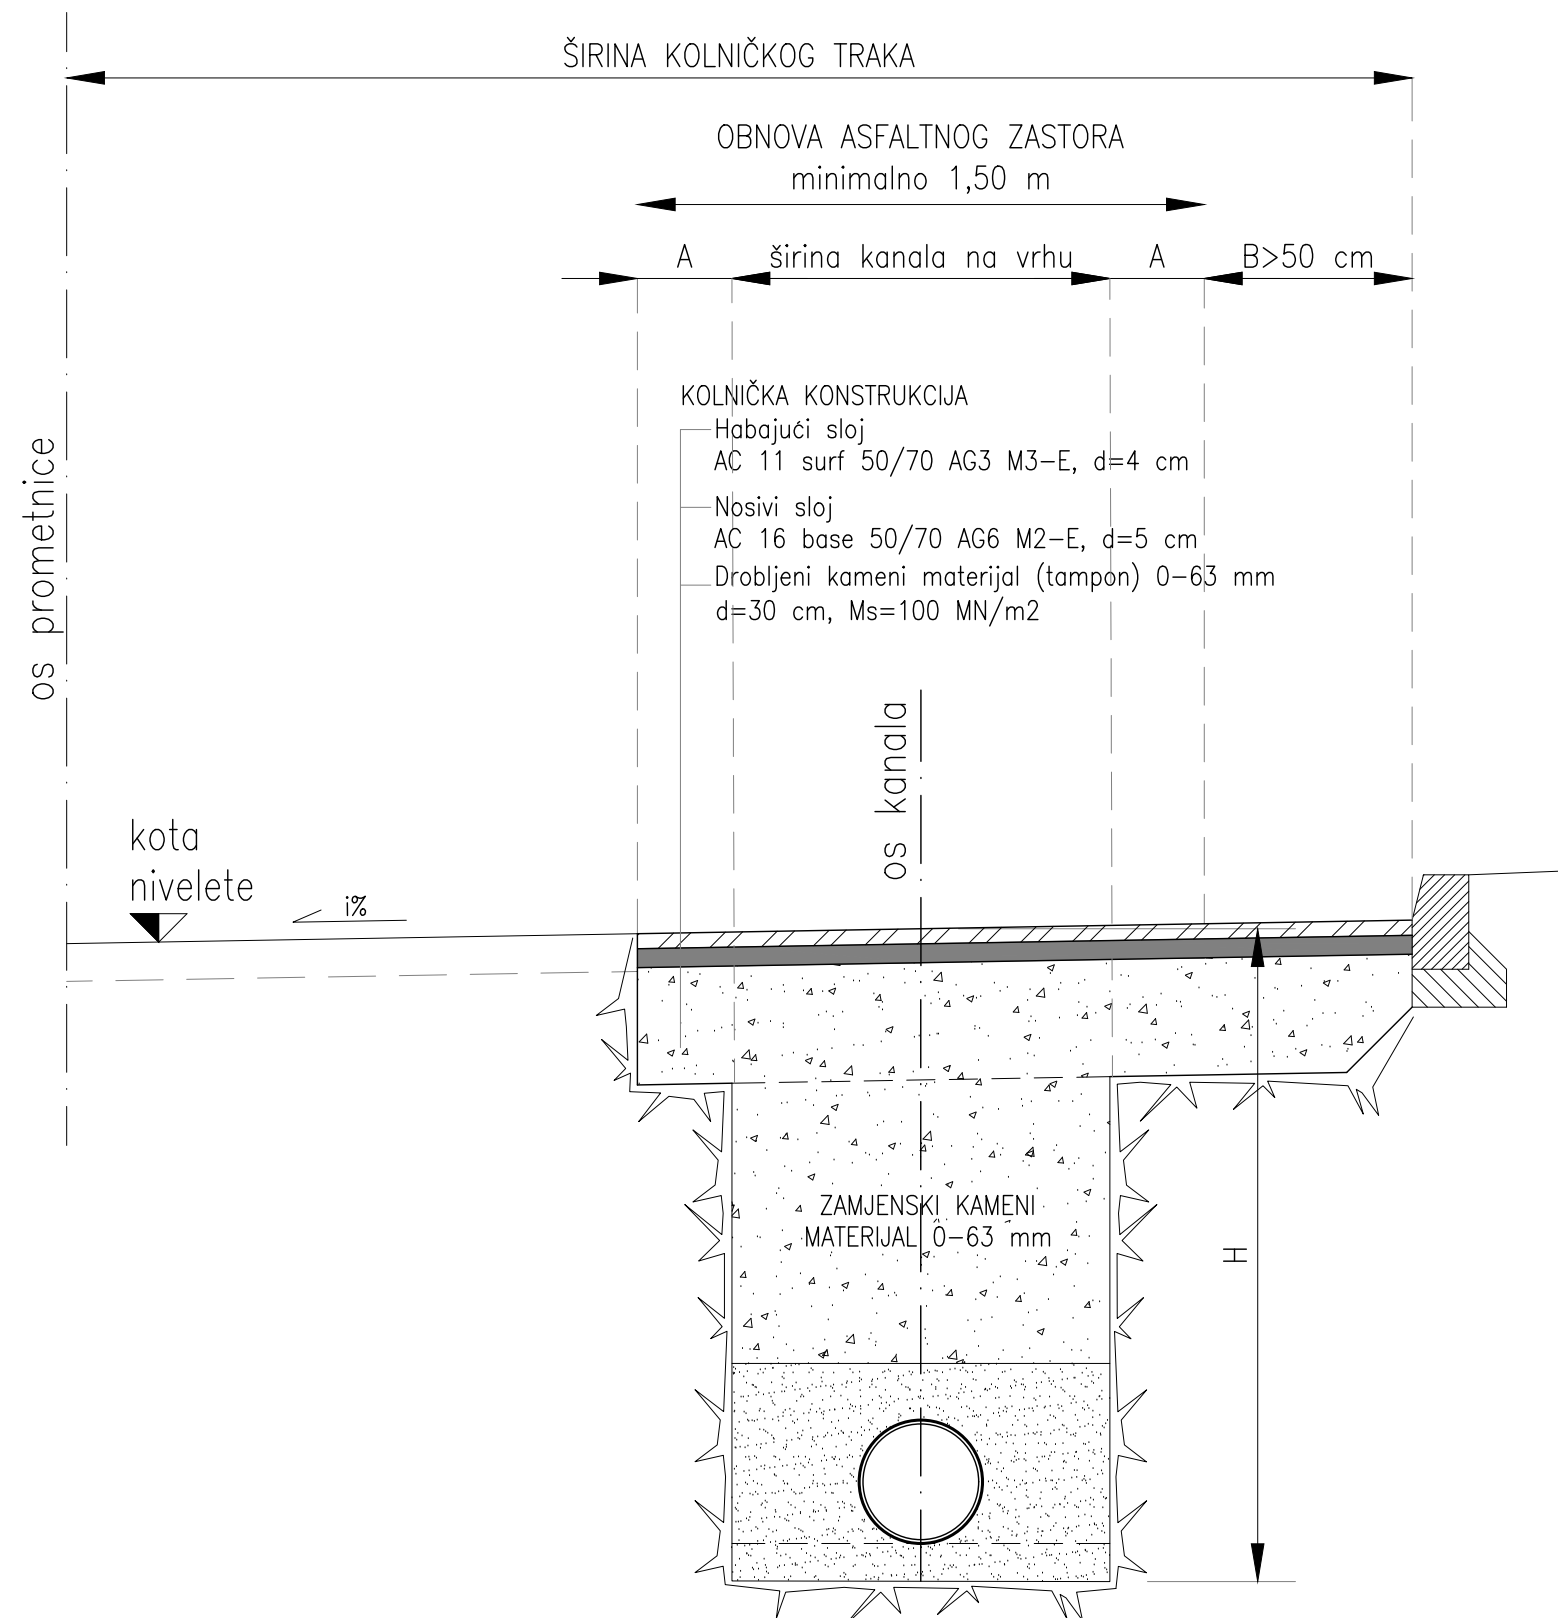 ŠIRINA KOLNIČKOG TRAKA
OBNOVA ASFALTNOG ZASTORA
minimalno 1,50 m
A
širina kanala na vrhu
A
B>50 cm
KOLNIČKA KONSTRUKCIJA
Habajući sloj
AC 11 surf 50/70 AG3 M3-E, d=4 cm
Nosivi sloj
AC 16 base 50/70 AG6 M2-E, d=5 cm
Drobljeni kameni materijal (tampon) 0-63 mm
d=30 cm, Ms=100 MN/m2
os prometnice
os kanala
kota
nivelete
i%
ZAMJENSKI KAMENI
MATERIJAL 0-63 mm
H